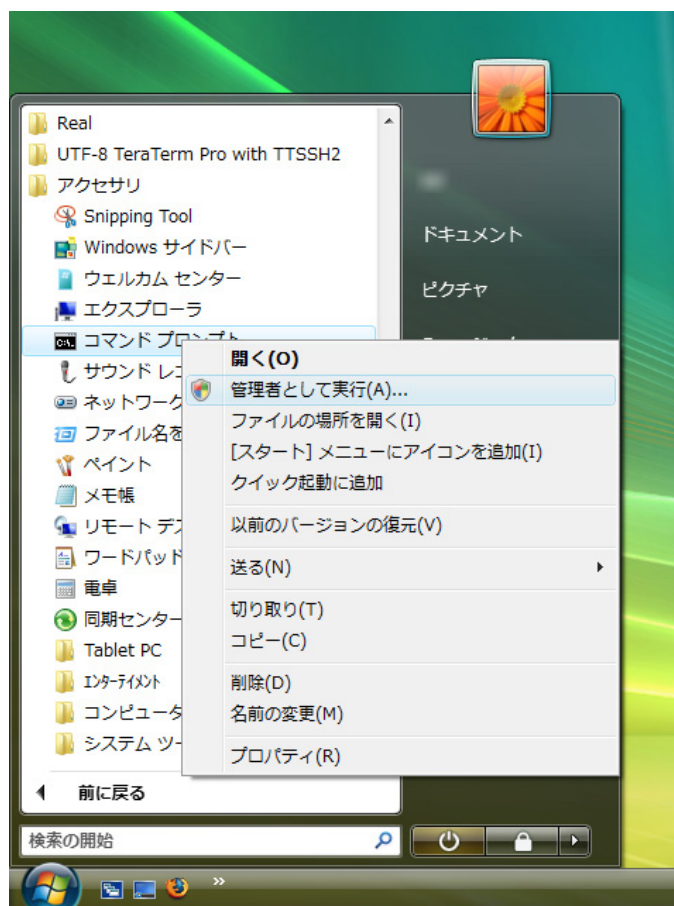 Real
UTF-8 TeraTerm Pro with TTSSH2
アクセサリ
Snipping Tool
Windows サイドバー
ウェルカム センター
エクスプローラ
コマンド プロンプト
サウンド レコ
ネットワーク
ファイル名を
ペイント
メモ帳
リモート デス
ワードパッド
電卓
同期センター
Tablet PC
エンターテイメント
コンピュータ
システム ツー
前に戻る
検索の開始
ドキュメント
ピクチャ
開く(O)
管理者として実行(A)...
ファイルの場所を開く(I)
[スタート] メニューにアイコンを追加(I)
クイック起動に追加
以前のバージョンの復元(V)
送る(N)
切り取り(T)
コピー(C)
削除(D)
名前の変更(M)
プロパティ(R)